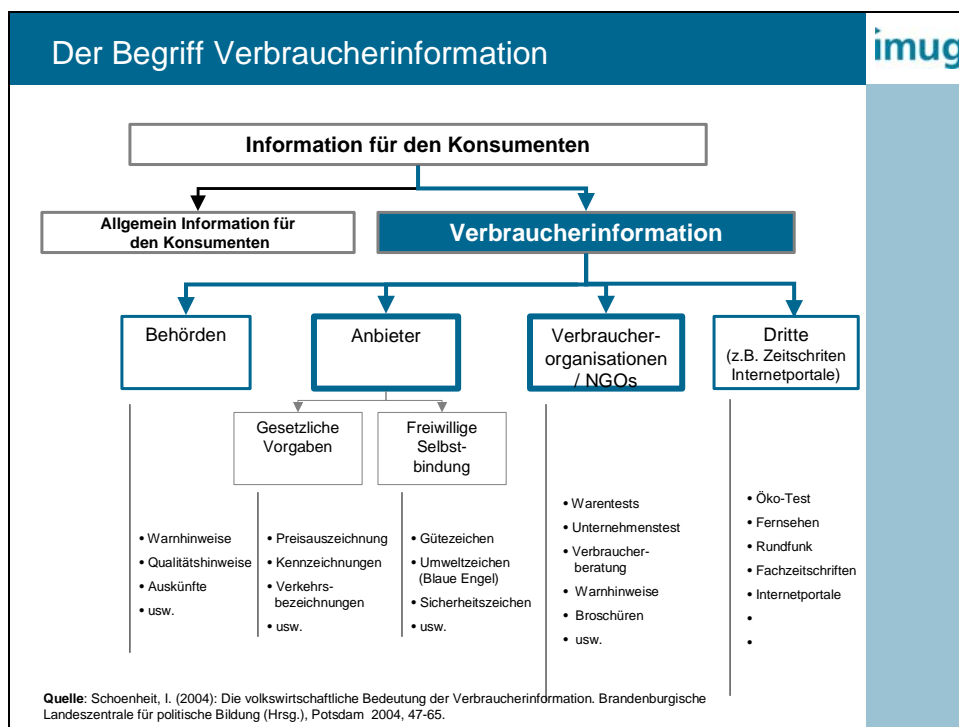 Der Begriff Verbraucherinformation
imug
Information für den Konsumenten
Allgemein Information für
den Konsumenten
Verbraucherinformation
Behörden
Anbieter
Verbraucher-
organisationen
/ NGOs
Dritte
(z.B. Zeitschriten
Internetportale)
Gesetzliche
Vorgaben
Freiwillige
Selbst-
bindung
• Warnhinweise
• Qualitätshinweise
• Auskünfte
• usw.
• Preisauszeichnung
• Kennzeichnungen
• Verkehrs-
bezeichnungen
• usw.
• Gütezeichen
• Umweltzeichen
(Blaue Engel)
• Sicherheitszeichen
• usw.
• Warentests
• Unternehmenstest
• Verbraucher-
beratung
• Warnhinweise
• Broschüren
• usw.
• Öko-Test
• Fernsehen
• Rundfunk
• Fachzeitschriften
• Internetportale
•
•
Quelle: Schoenheit, I. (2004): Die volkswirtschaftliche Bedeutung der Verbraucherinformation. Brandenburgische
Landeszentrale für politische Bildung (Hrsg.), Potsdam 2004, 47-65.